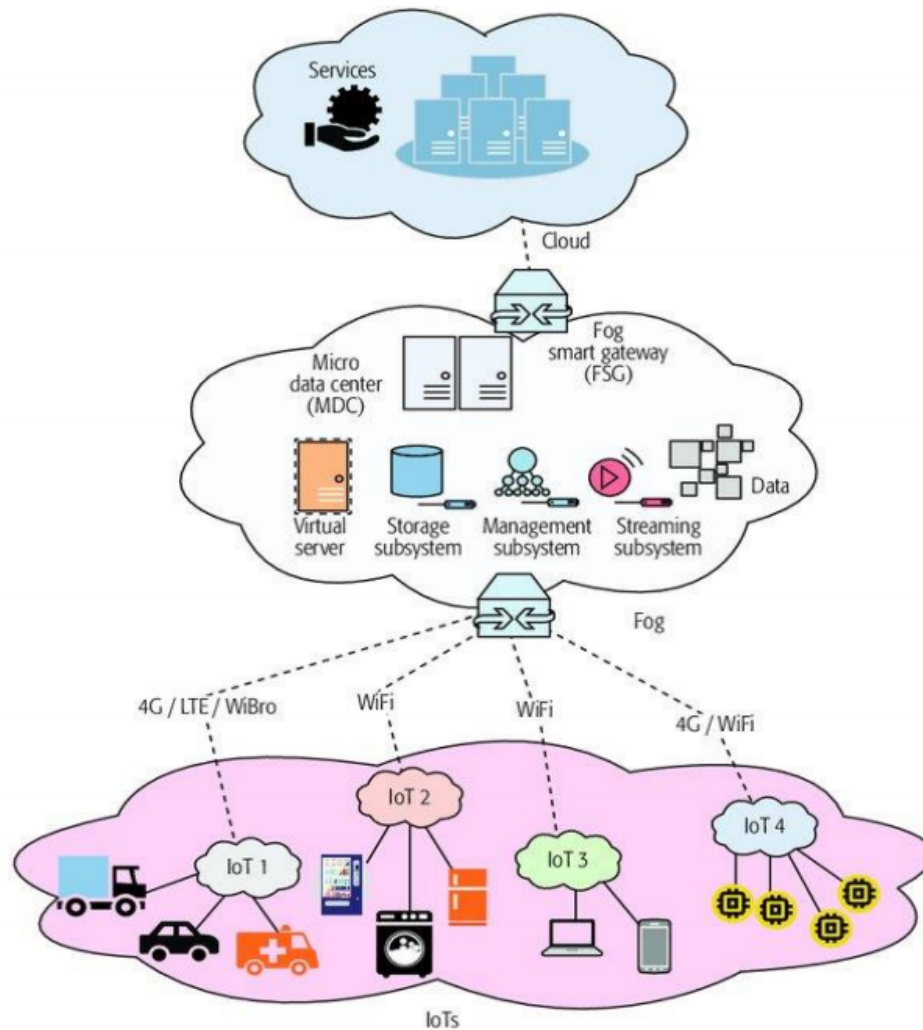 Services
Cloud
Fog
smart gateway
(FSG)
Micro
data center
(MDC)
Data
Virtual
server
Storage
subsystem
Management
subsystem
Streaming
subsystem
Fog
4G / LTE / WiBro
WiFi
WiFi
4G / WiFi
IoT 1
IoT 2
IoT 3
IoT 4
IoTs